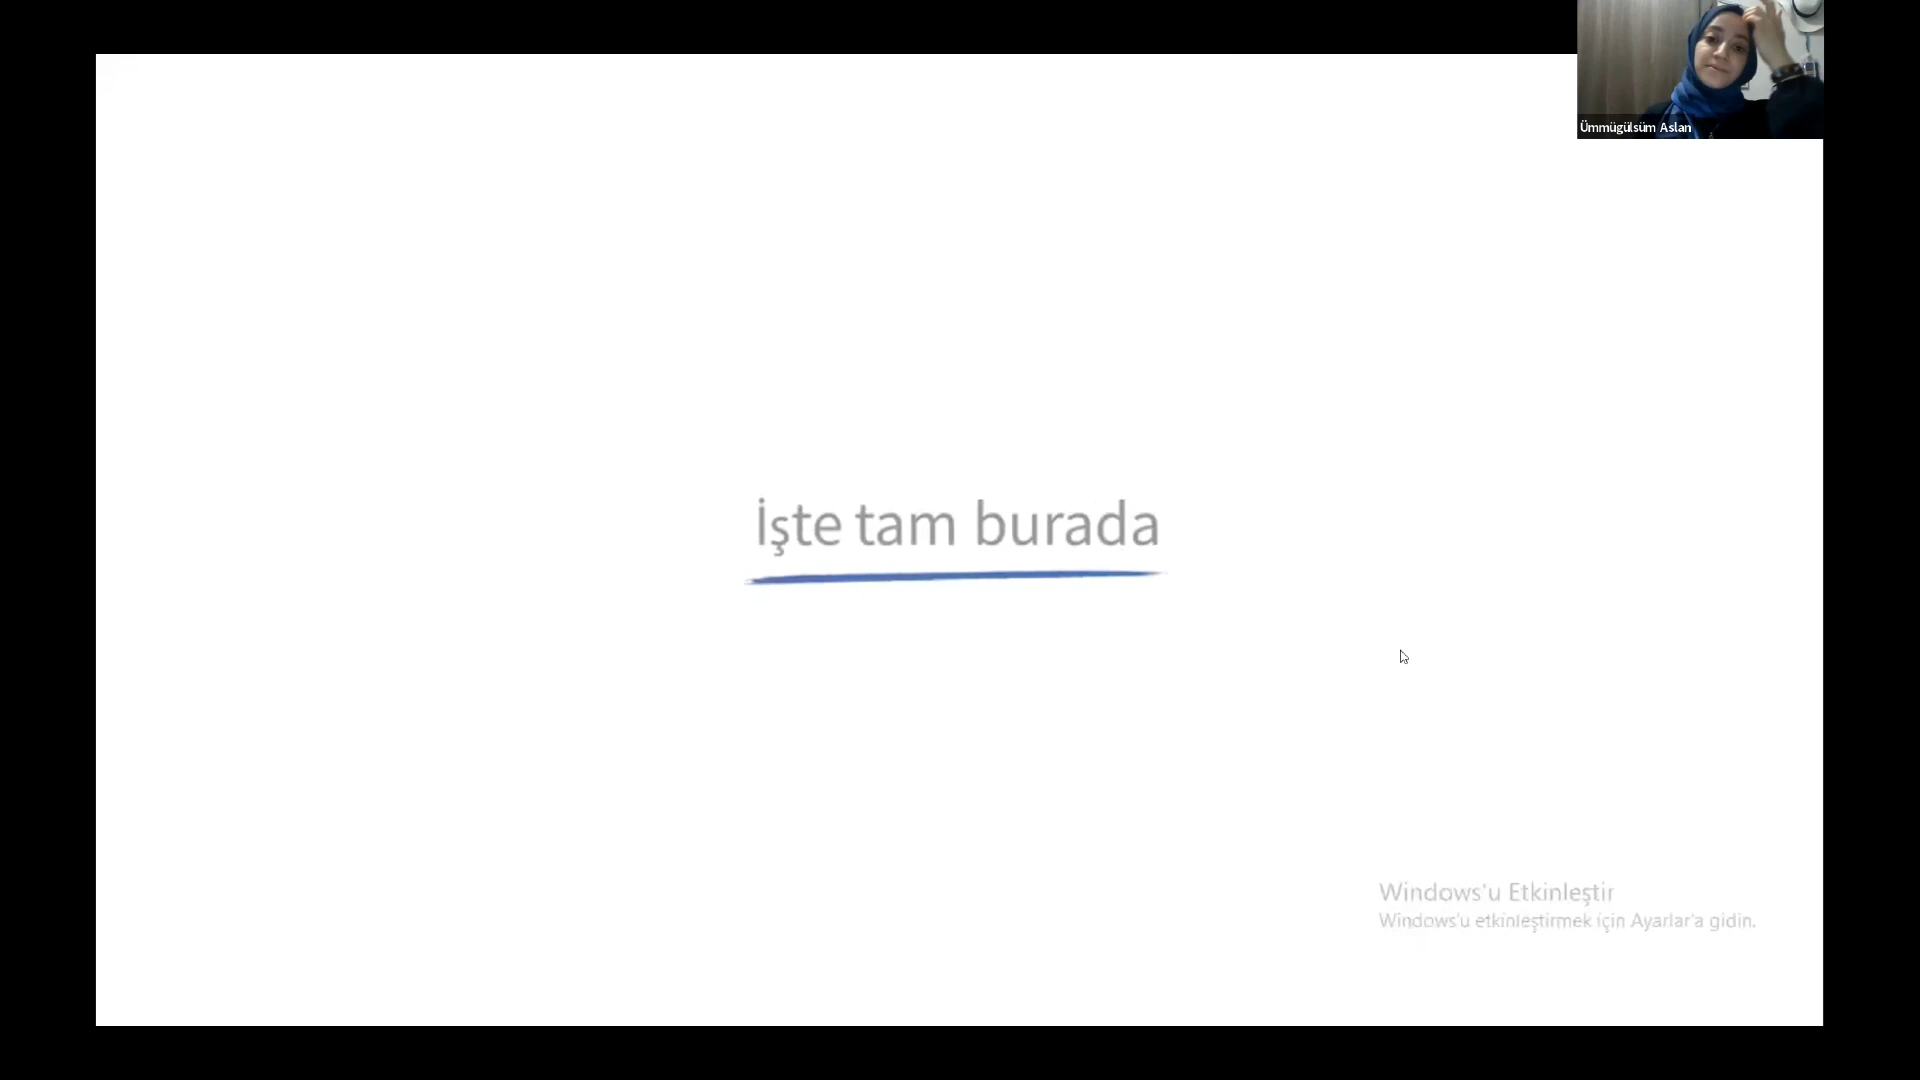 Ümmügülsüm Aslan
İşte tam burada
Windows'u Etkinleştir
Windows'u etkinleştirmek için Ayarlar'a gidin.